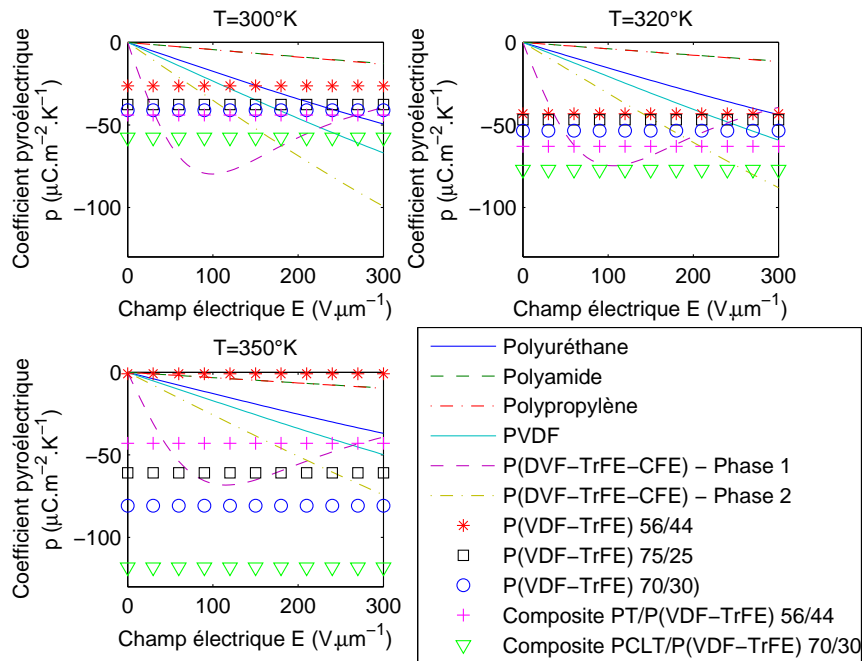 T=300°K
0
−50
−100
0 100 200 300
Coefficient pyroélectrique
p (µC.m−2.K−1)
Champ électrique E (V.µm−1)
T=320°K
0
−50
−100
0 100 200 300
Coefficient pyroélectrique
p (µC.m−2.K−1)
Champ électrique E (V.µm−1)
T=350°K
0
−50
−100
0 100 200 300
Coefficient pyroélectrique
p (µC.m−2.K−1)
Champ électrique E (V.µm−1)
Polyuréthane
Polyamide
Polypropylène
PVDF
P(DVF−TrFE−CFE) − Phase 1
P(DVF−TrFE−CFE) − Phase 2
P(VDF−TrFE) 56/44
P(VDF−TrFE) 75/25
P(VDF−TrFE) 70/30)
Composite PT/P(VDF−TrFE) 56/44
Composite PCLT/P(VDF−TrFE) 70/30